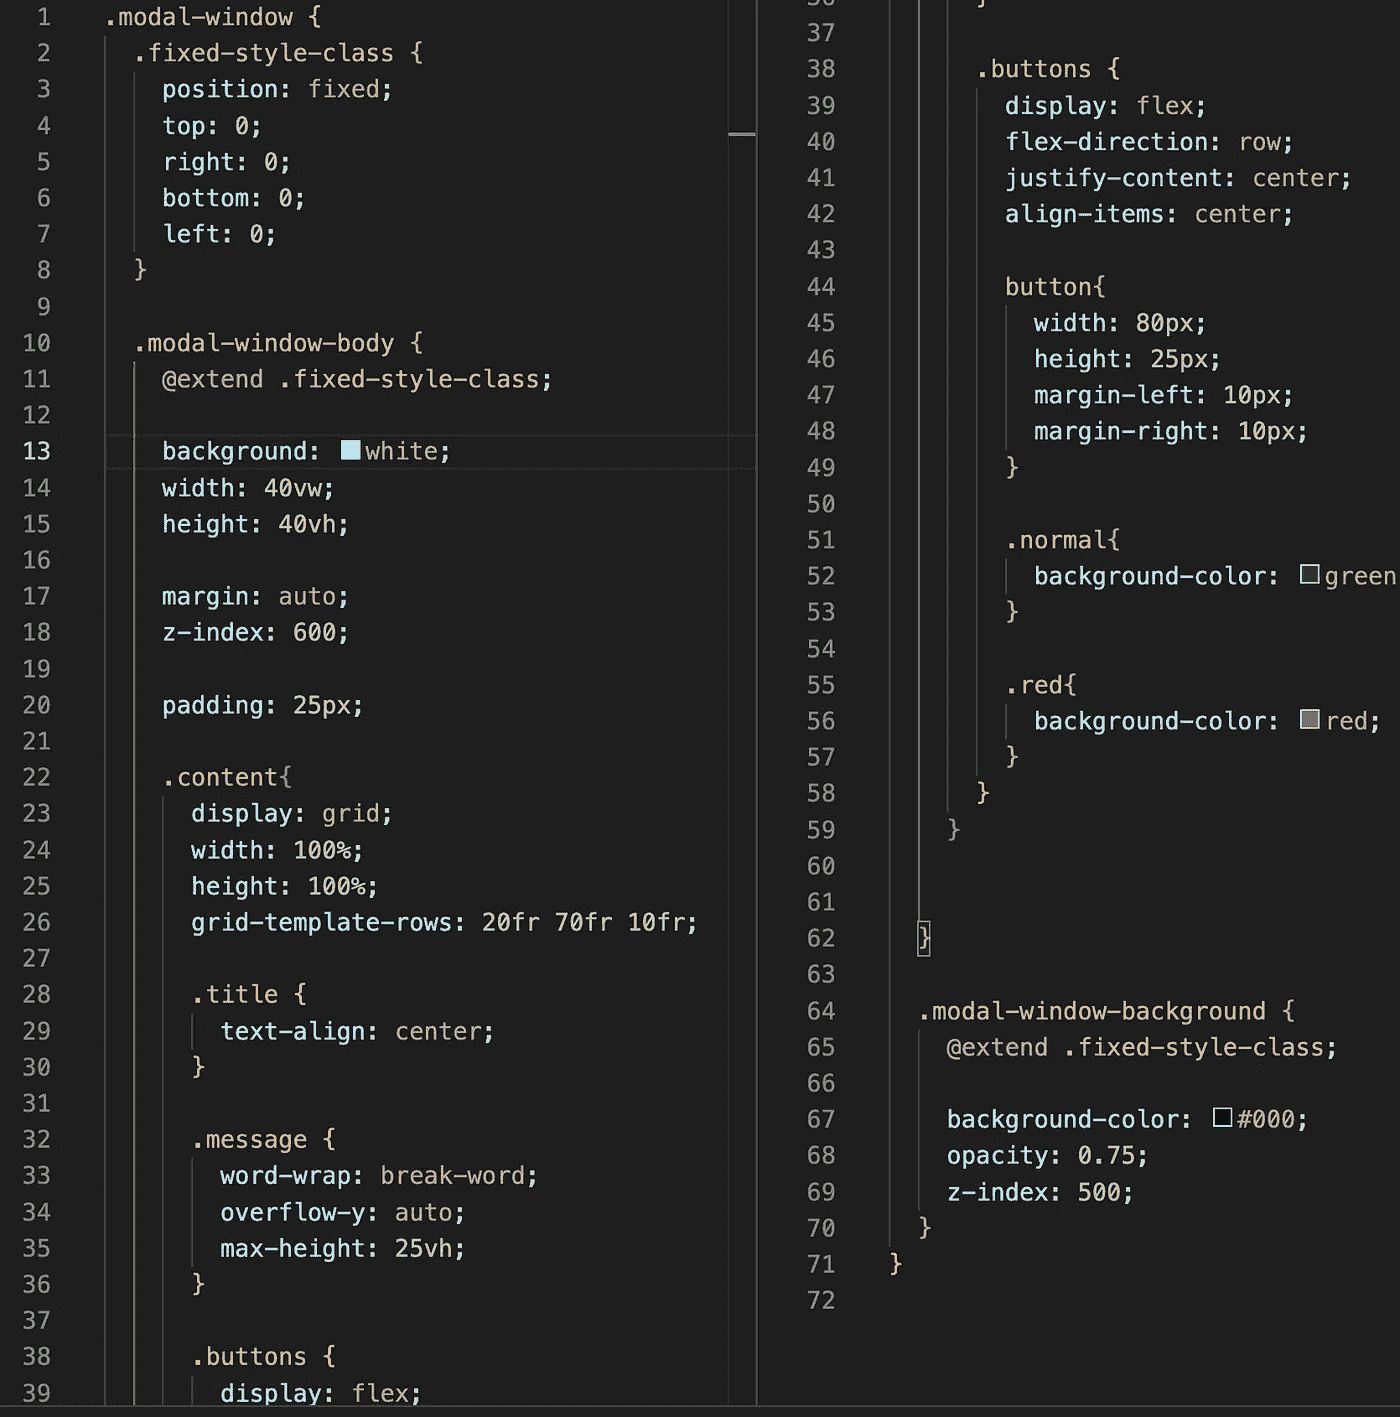 1 .modal-window {
2 .fixed-style-class {
3 position: fixed;
4 top: 0;
5 right: 0;
6 bottom: 0;
7 left: 0;
8 }
9
10 .modal-window-body {
11 @extend .fixed-style-class;
12
13 background: white;
14 width: 40vw;
15 height: 40vh;
16
17 margin: auto;
18 z-index: 600;
19
20 padding: 25px;
21
22 .content{
23 display: grid;
24 width: 100%;
25 height: 100%;
26 grid-template-rows: 20fr 70fr 10fr;
27
28 .title {
29 text-align: center;
30 }
31
32 .message {
33 word-wrap: break-word;
34 overflow-y: auto;
35 max-height: 25vh;
36 }
37
38 .buttons {
39 display: flex;
36 }
37
38 .buttons {
39 display: flex;
40 flex-direction: row;
41 justify-content: center;
42 align-items: center;
43
44 button{
45 width: 80px;
46 height: 25px;
47 margin-left: 10px;
48 margin-right: 10px;
49 }
50
51 .normal{
52 background-color: green
53 }
54
55 .red{
56 background-color: red;
57 }
58 }
59 }
60
61
62 }
63
64 .modal-window-background {
65 @extend .fixed-style-class;
66
67 background-color: #000;
68 opacity: 0.75;
69 z-index: 500;
70 }
71 }
72